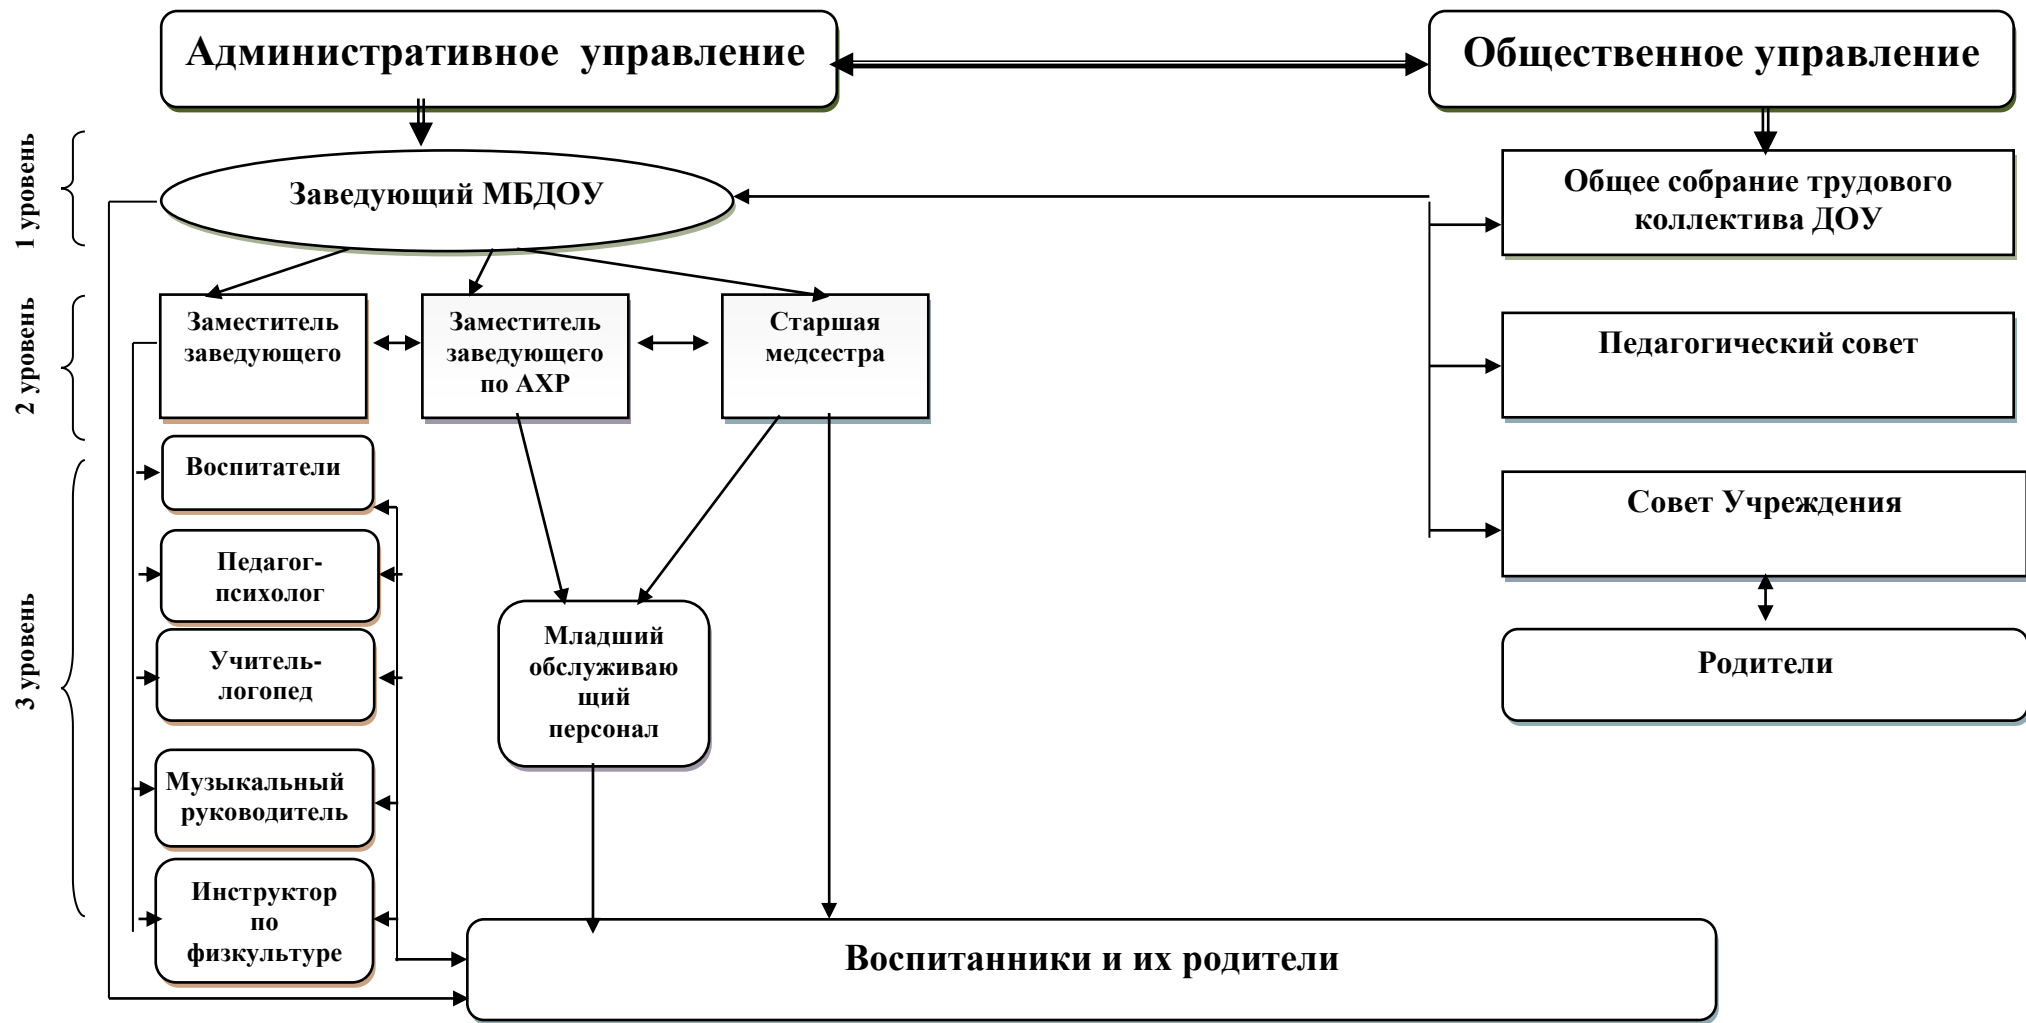 Административное управление
Общественное управление
1 уровень
Заведующий МБДОУ
Общее собрание трудового
коллектива ДОУ
2 уровень
Заместитель
заведующего
Заместитель
заведующего
по АХР
Старшая
медсестра
Педагогический совет
3 уровень
Воспитатели
Педагог-
психолог
Учитель-
логопед
Музыкальный
руководитель
Инструктор
по
физкультуре
Младший
обслуживаю
щий
персонал
Совет Учреждения
Родители
Воспитанники и их родители